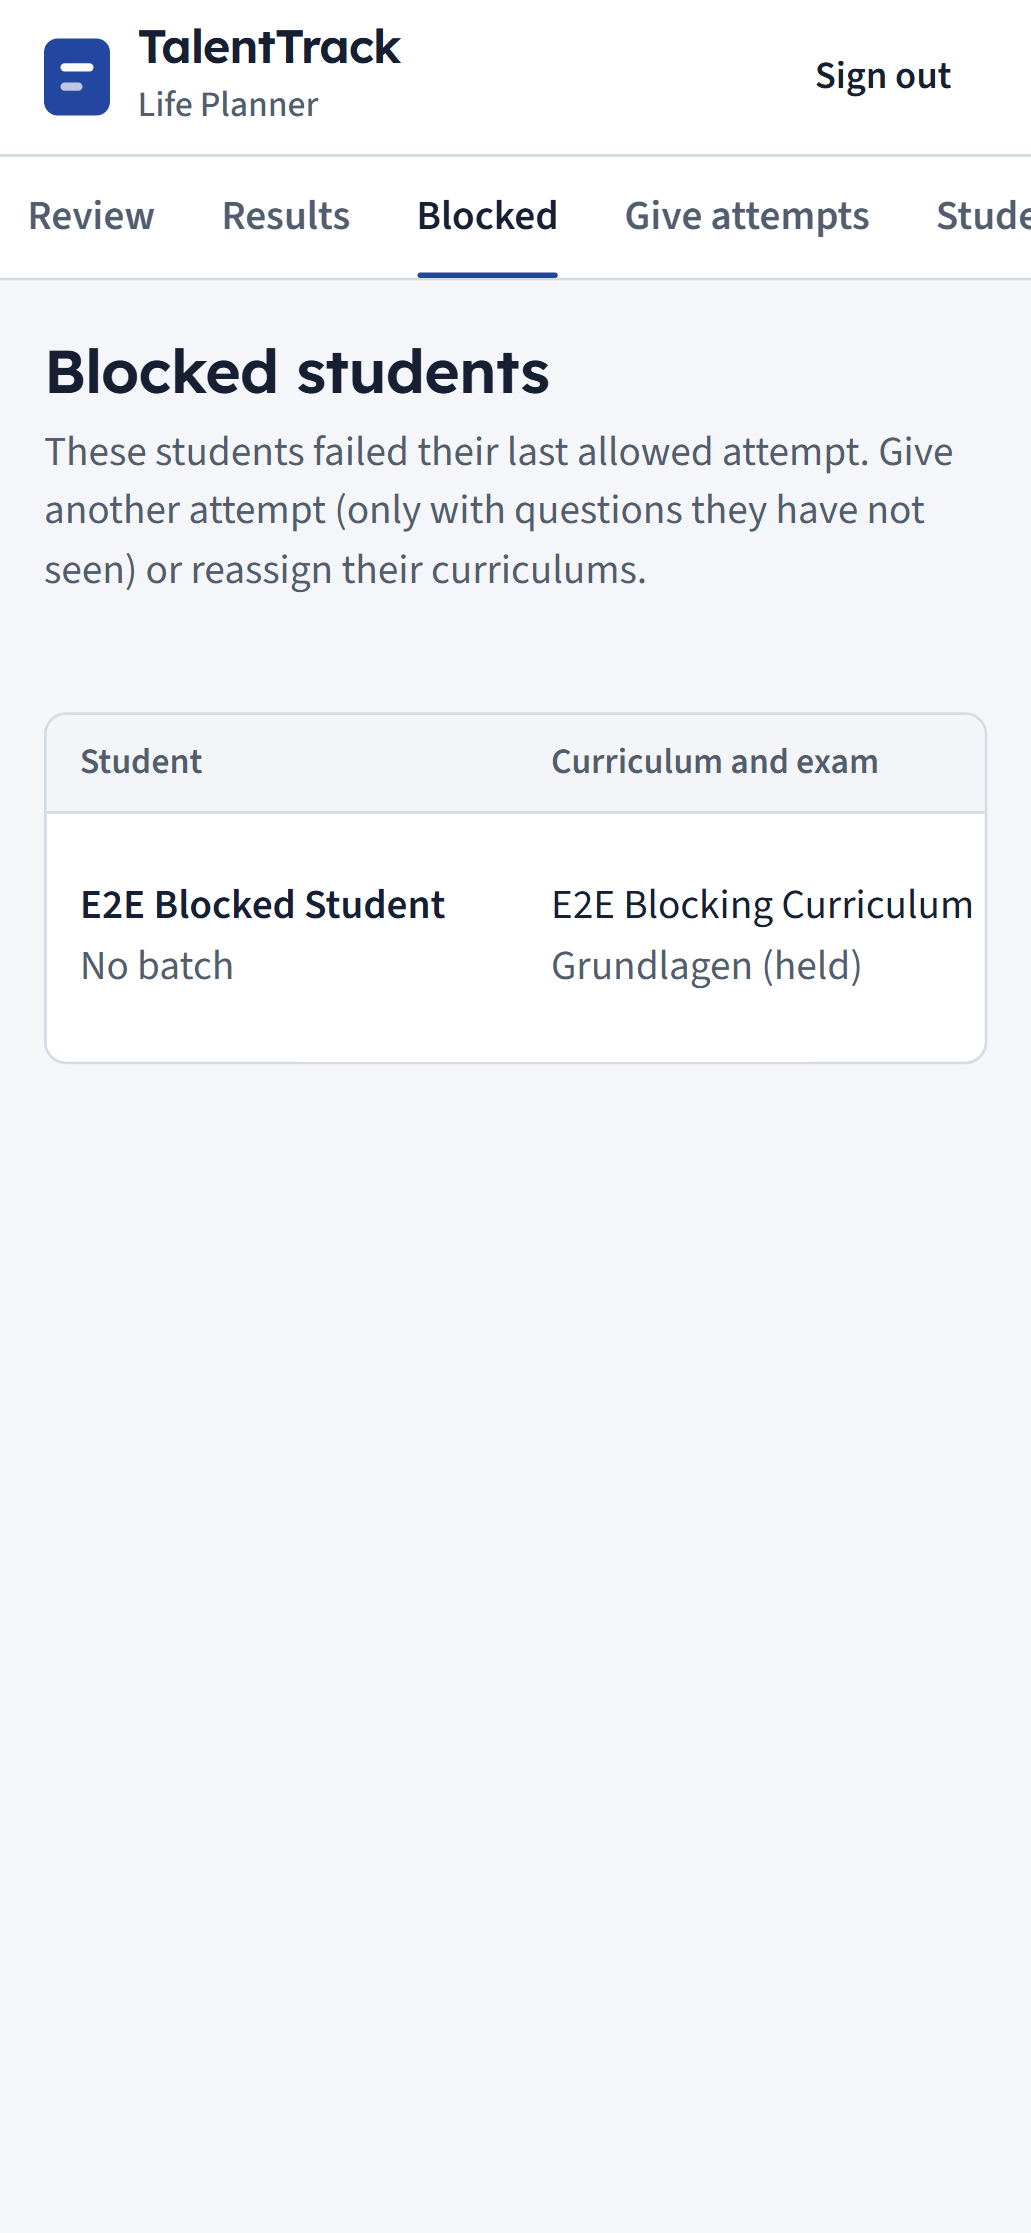 TalentTrack
Life Planner
Sign out
Review Results Blocked Give attempts Stude
Blocked students
These students failed their last allowed attempt. Give
another attempt (only with questions they have not
seen) or reassign their curriculums.
Student Curriculum and exam
E2E Blocked Student E2E Blocking Curriculum
No batch Grundlagen (held)